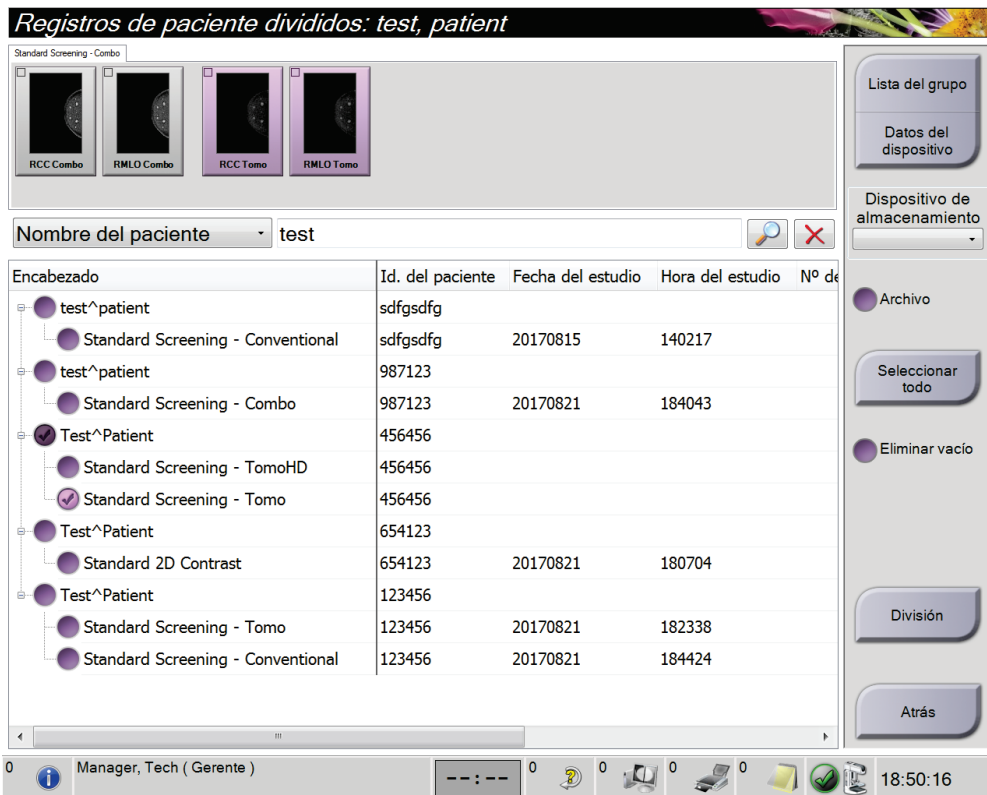 Registros de paciente divididos: test, patient
Standard Screening - Combo
RCC Combo
RMLO Combo
RCC Tomo
RMLO Tomo
Lista del grupo
Datos del
dispositivo
Dispositivo de
almacenamiento
Nombre del paciente
test
Encabezado Id. del paciente Fecha del estudio Hora del estudio Nº de
test^patient sdfgsdfg
Standard Screening - Conventional sdfgsdfg 20170815 140217
test^patient 987123
Standard Screening - Combo 987123 20170821 184043
Test^Patient 456456
Standard Screening - TomoHD 456456
Standard Screening - Tomo 456456
Test^Patient 654123
Standard 2D Contrast 654123 20170821 180704
Test^Patient 123456
Standard Screening - Tomo 123456 20170821 182338
Standard Screening - Conventional 123456 20170821 184424
Archivo
Seleccionar
todo
Eliminar vacío
División
Atrás
0 Manager, Tech ( Gerente ) --:-- 0 0 0 0 18:50:16